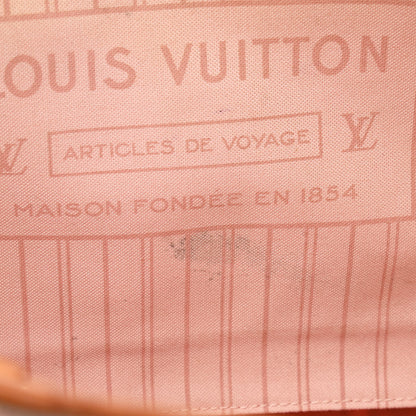 LOUIS VUITTON
LV ARTICLES DE VOYAGE LV
MAISON FONDÉE EN 1854